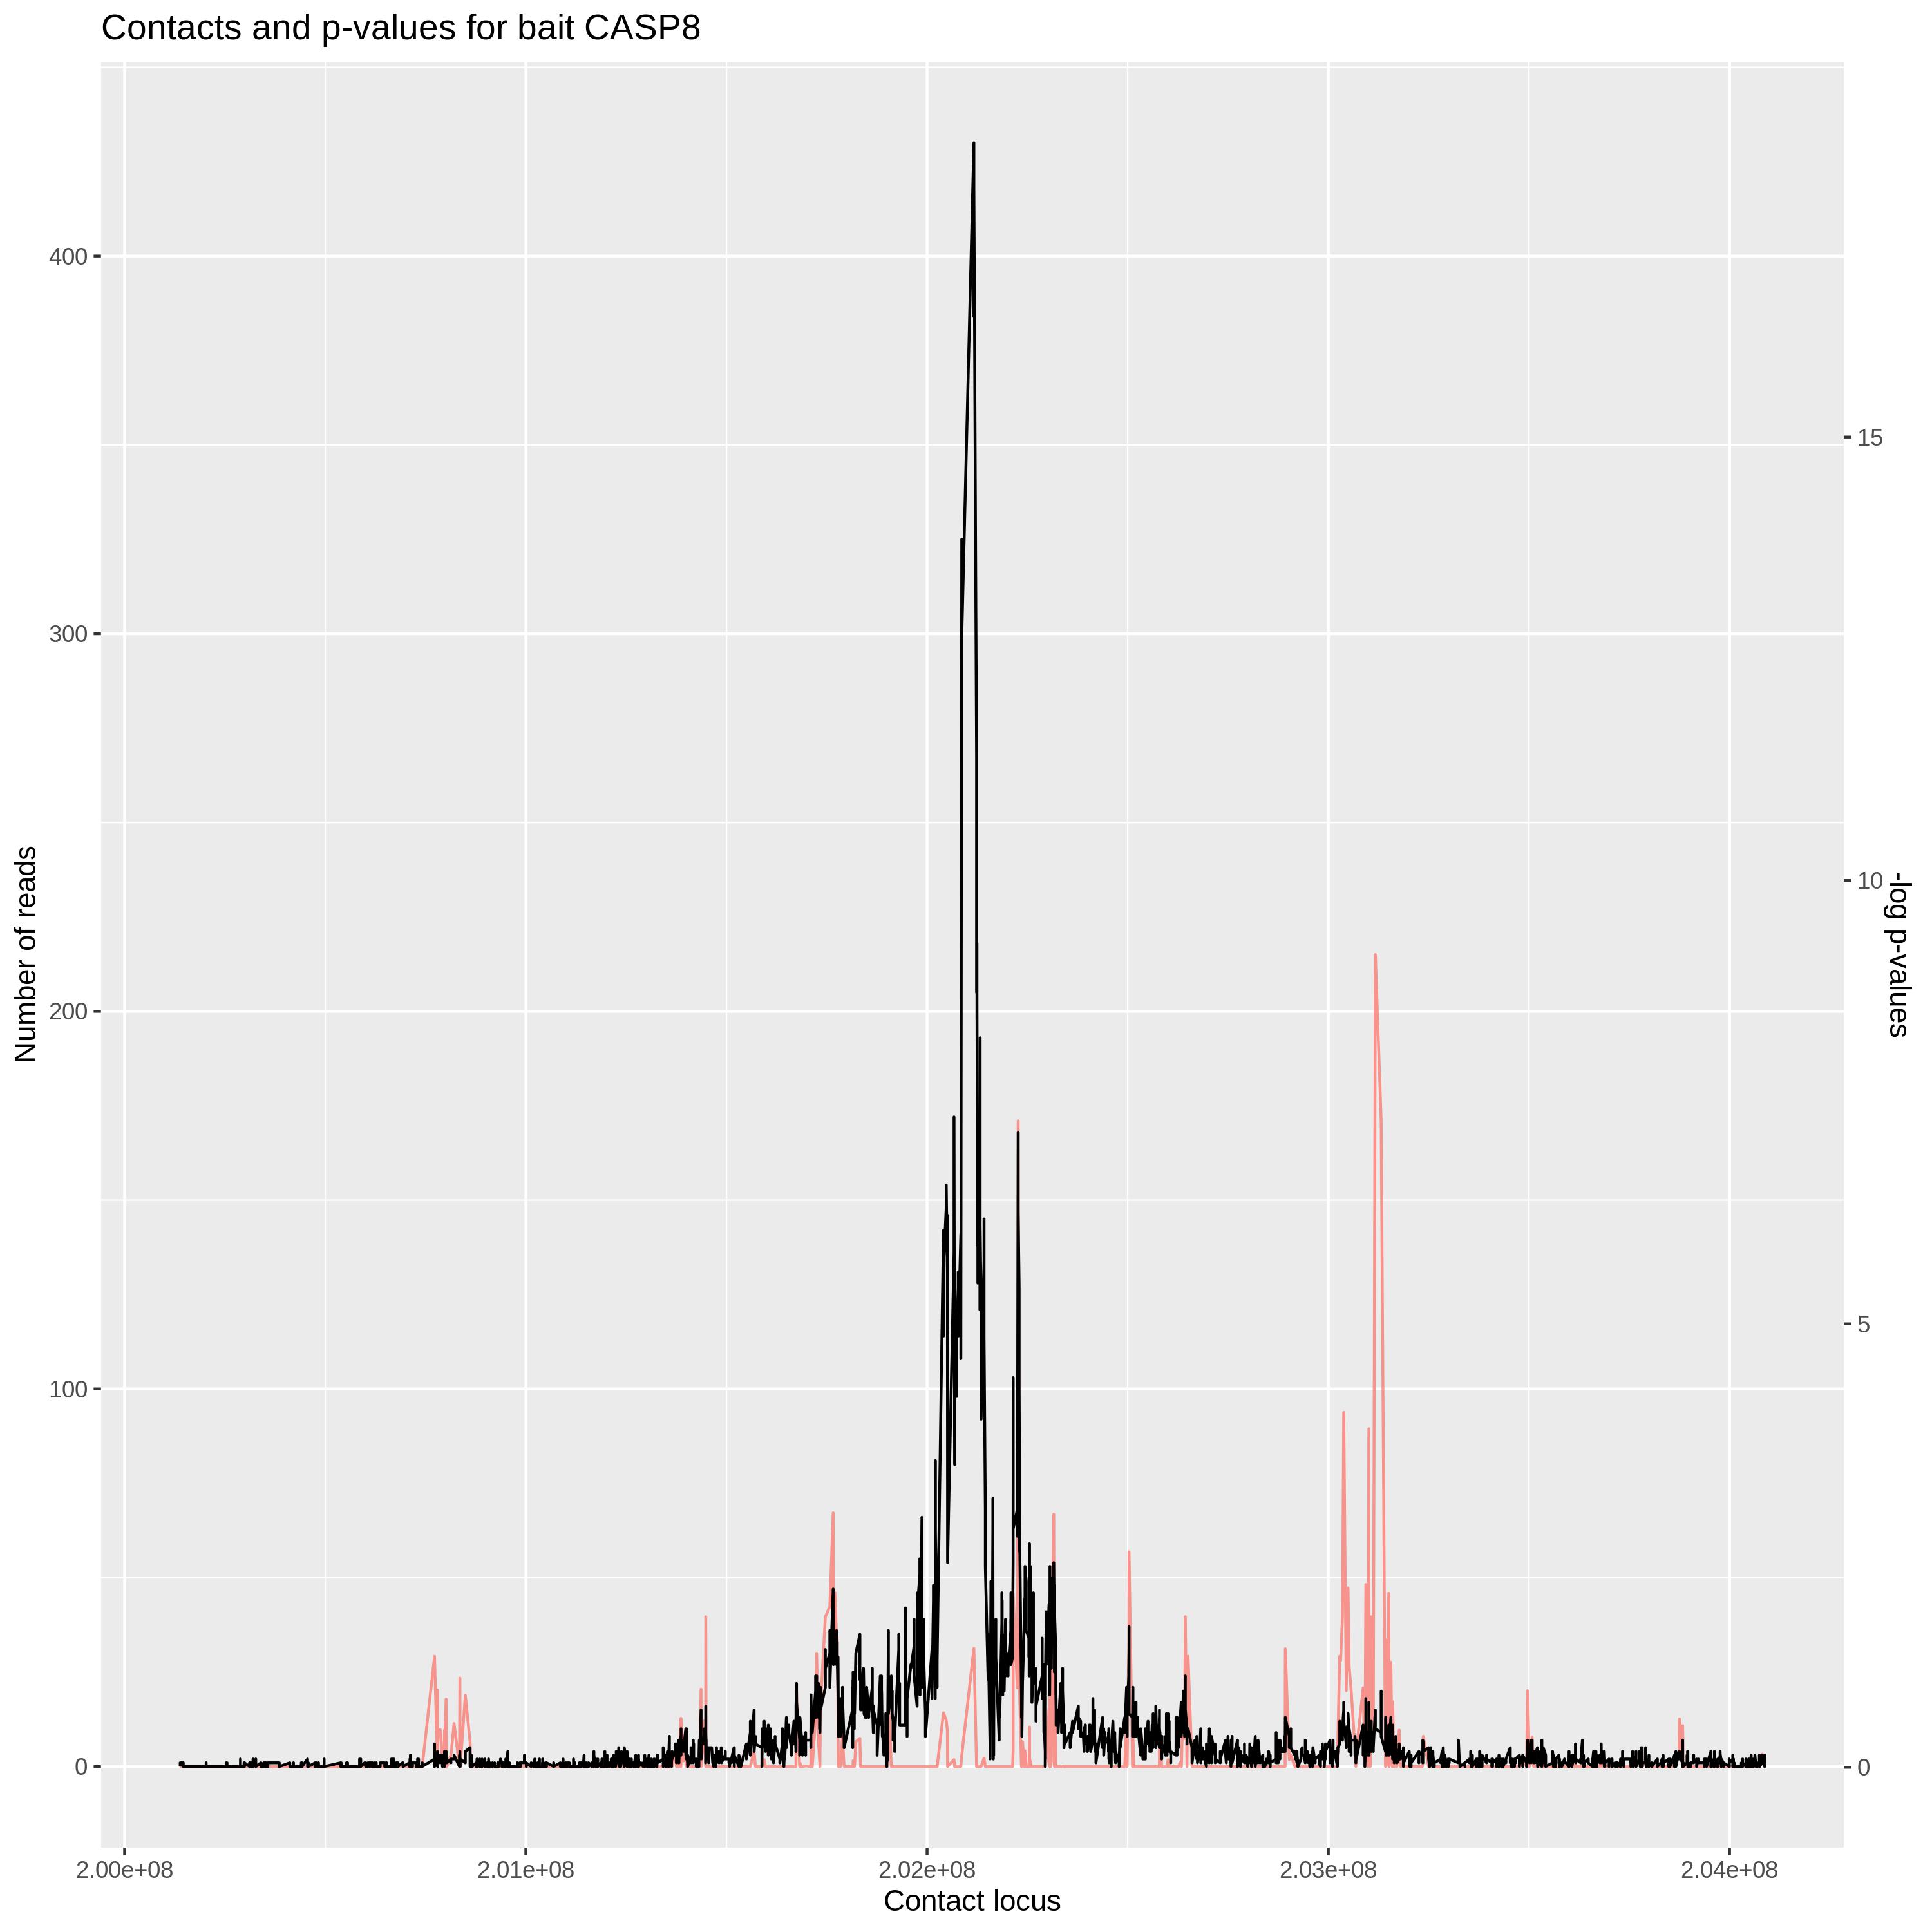 Contacts and p-values for bait CASP8
400
300
200
100
0
Number of reads
15
10
5
0
-log p-values
2.00e+08
2.01e+08
2.02e+08
2.03e+08
2.04e+08
Contact locus